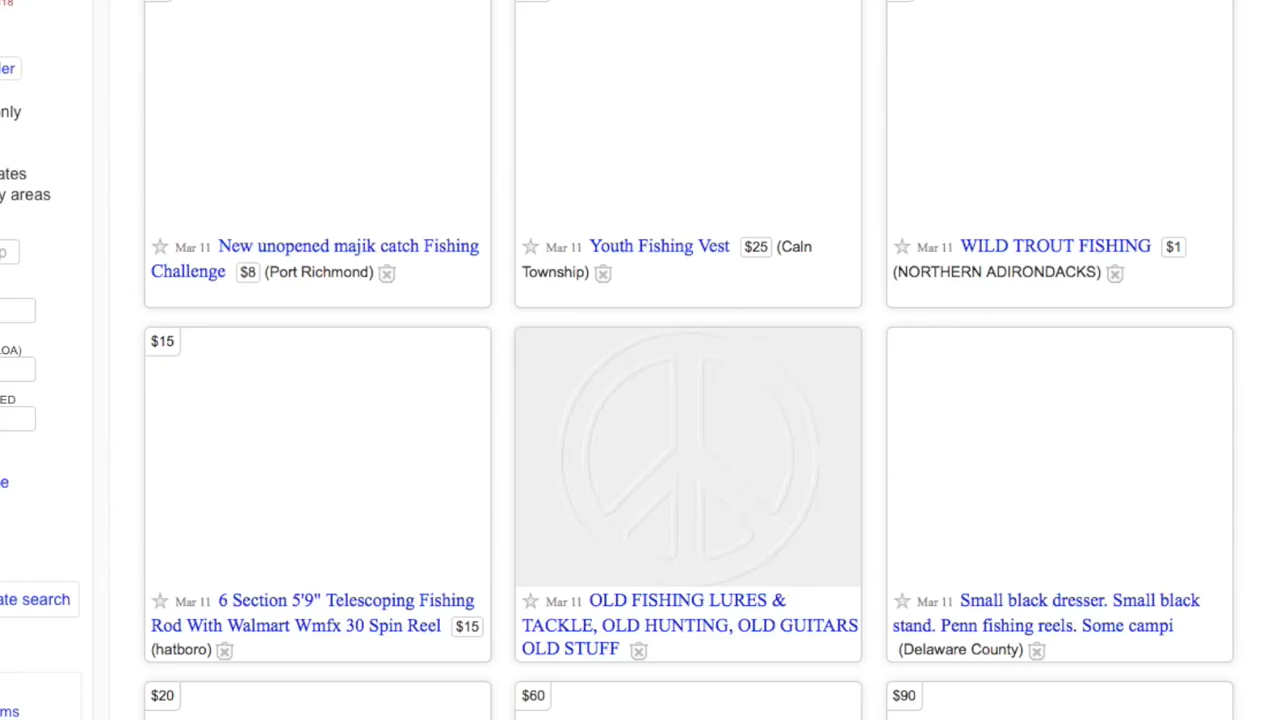 18
er
nly
ates
y areas
p
OA)
ED
e
ate search
ms
Mar 11 New unopened majik catch Fishing
Challenge $8 (Port Richmond)
Mar 11 Youth Fishing Vest $25 (Caln
Township)
Mar 11 WILD TROUT FISHING $1
(NORTHERN ADIRONDACKS)
$15
Mar 11 6 Section 5'9" Telescoping Fishing
Rod With Walmart Wmfx 30 Spin Reel $15
(hatboro)
Mar 11 OLD FISHING LURES &
TACKLE, OLD HUNTING, OLD GUITARS
OLD STUFF
Mar 11 Small black dresser. Small black
stand. Penn fishing reels. Some campi
(Delaware County)
$20
$60
$90